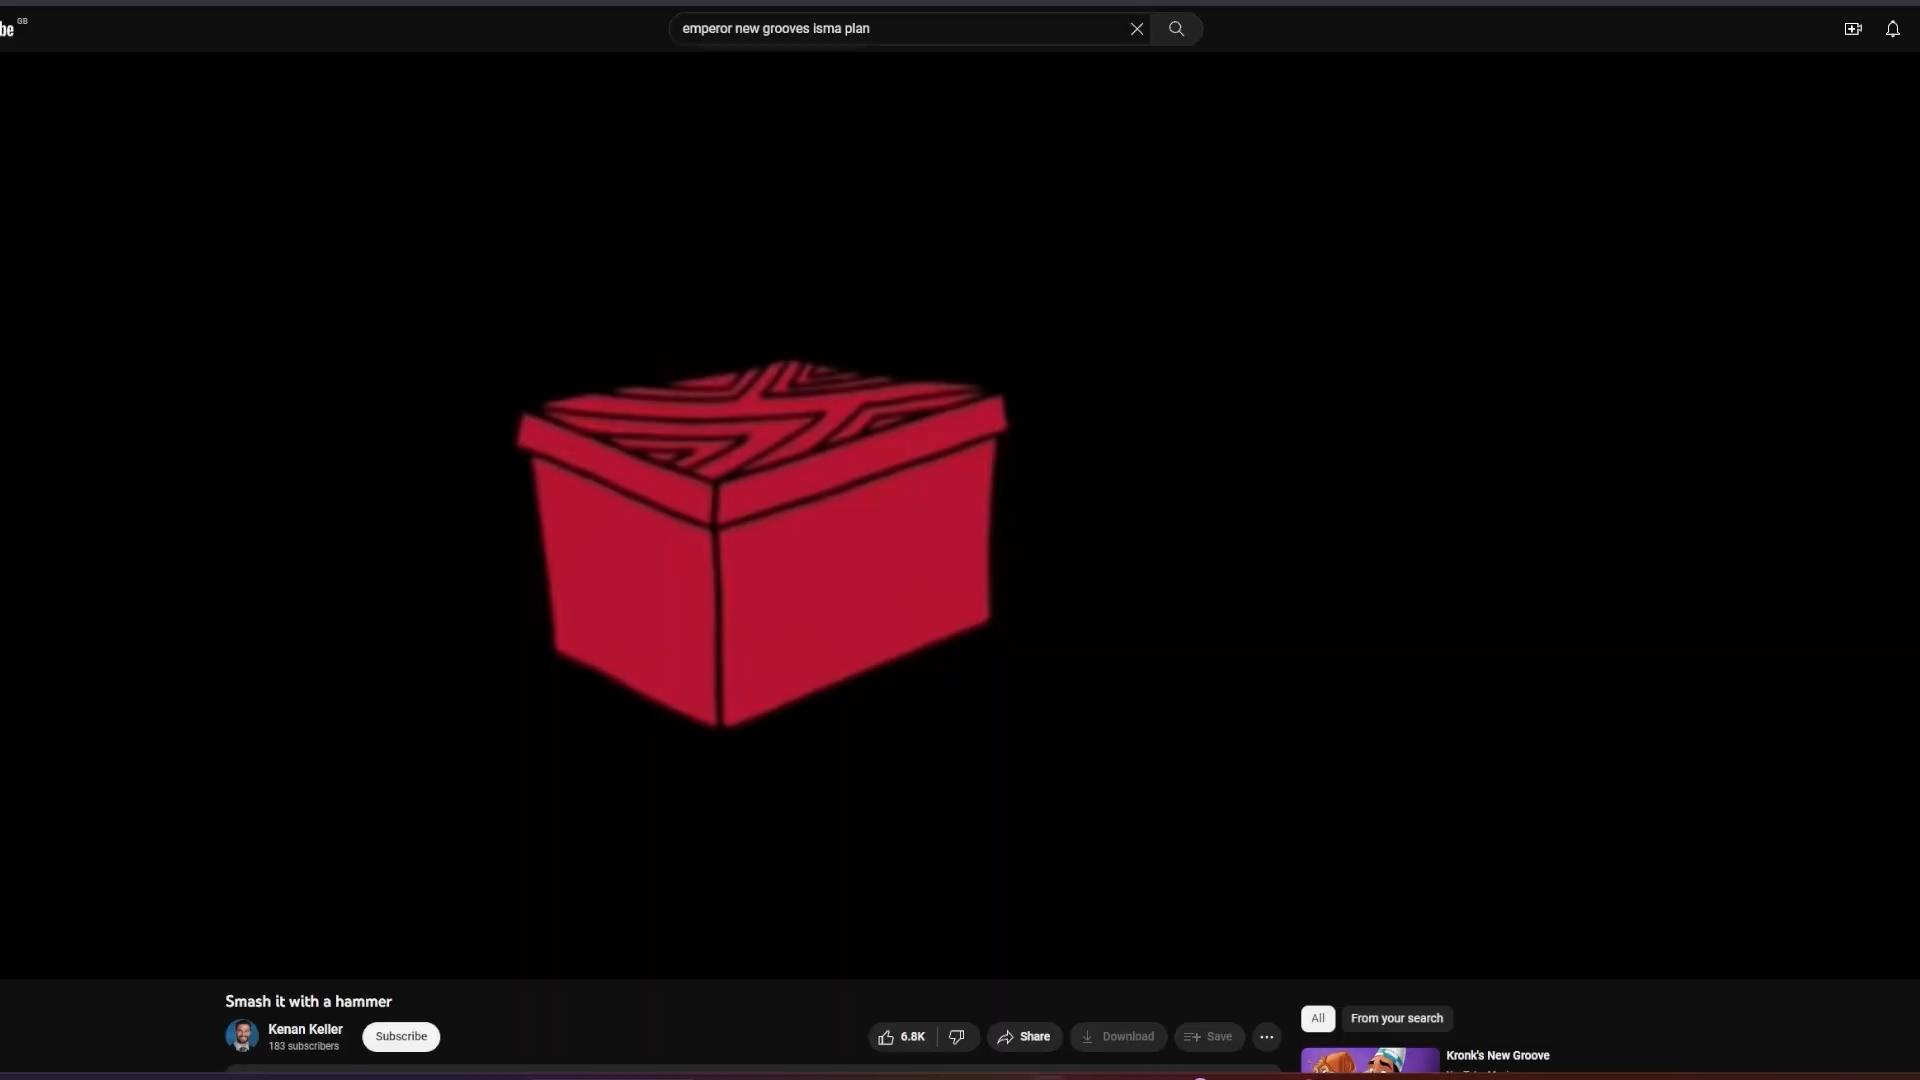 be GB
emperor new grooves isma plan
Smash it with a hammer
Kenan Keller
183 subscribers
Subscribe
6.8K
Share
Download
Save
All
From your search
Kronk's New Groove